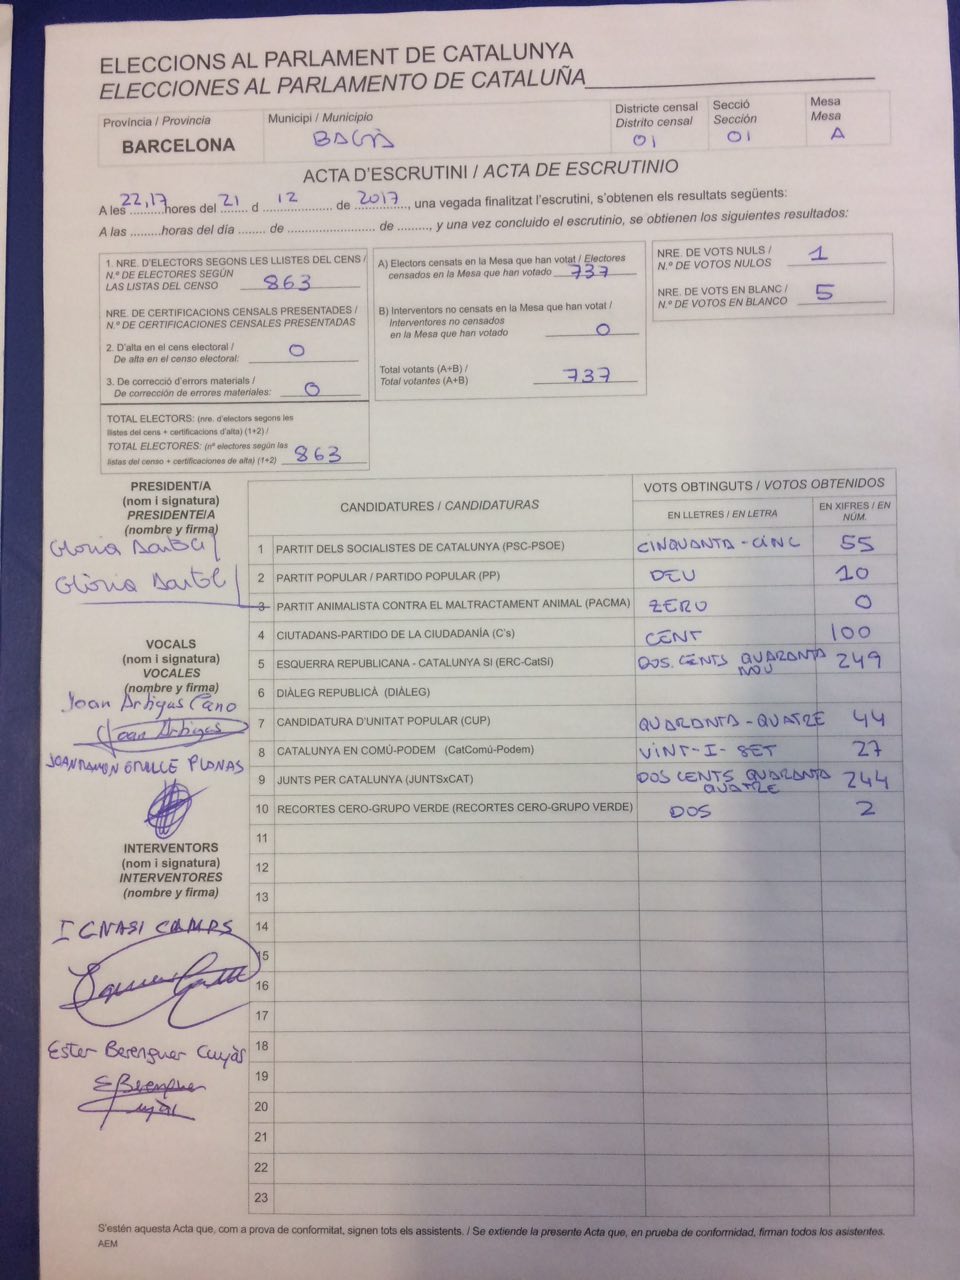 ELECCIONS AL PARLAMENT DE CATALUNYA
ELECCIONES AL PARLAMENTO DE CATALUÑA
Província / Provincia
BARCELONA
Municipi / Municipio
BAGÀ
Districte censal
Distrito censal
01
Secció
Sección
01
Mesa
Mesa
A
ACTA D'ESCRUTINI / ACTA DE ESCRUTINIO
A les 22,17 hores del 21 d 12 de 2017, una vegada finalitzat l'escrutini, s'obtenen els resultats següents:
A las .........horas del día ....... de ..................... de ........, y una vez concluido el escrutinio, se obtienen los siguientes resultados:
1. NRE. D'ELECTORS SEGONS LES LLISTES DEL CENS /
N.º DE ELECTORES SEGÚN
LAS LISTAS DEL CENSO 863
NRE. DE CERTIFICACIONS CENSALS PRESENTADES /
N.º DE CERTIFICACIONES CENSALES PRESENTADAS
2. D'alta en el cens electoral /
De alta en el censo electoral: 0
3. De correcció d'errors materials /
De corrección de errores materiales: 0
TOTAL ELECTORS: (nre. d'electors segons les
llistes del cens + certificacions d'alta) (1+2) /
TOTAL ELECTORES: (nº electores según las
listas del censo + certificaciones de alta) (1+2) 863
A) Electors censats en la Mesa que han votat / Electores
censados en la Mesa que han votado 737
B) Interventors no censats en la Mesa que han votat /
Interventores no censados
en la Mesa que han votado 0
Total votants (A+B) /
Total votantes (A+B) 737
NRE. DE VOTS NULS /
N.º DE VOTOS NULOS 1
NRE. DE VOTS EN BLANC /
N.º DE VOTOS EN BLANCO 5
PRESIDENT/A
(nom i signatura)
PRESIDENTE/A
(nombre y firma)
Glòria
Glòria
VOCALS
(nom i signatura)
VOCALES
(nombre y firma)
Joan Artigas Cano
Joan Artigas
JOAN RAMON GRALLE PLANAS
INTERVENTORS
(nom i signatura)
INTERVENTORES
(nombre y firma)
IGNASI CAMPS
Ester Berenguer Cuyàs
EBerenguer
Cuyàs
CANDIDATURES / CANDIDATURAS
VOTS OBTINGUTS / VOTOS OBTENIDOS
EN LLETRES / EN LETRA
EN XIFRES / EN NÚM.
1 PARTIT DELS SOCIALISTES DE CATALUNYA (PSC-PSOE) CINQUANTA-CINC 55
2 PARTIT POPULAR / PARTIDO POPULAR (PP) DEU 10
3 PARTIT ANIMALISTA CONTRA EL MALTRACTAMENT ANIMAL (PACMA) ZERO 0
4 CIUTADANS-PARTIDO DE LA CIUDADANÍA (C's) CENT 100
5 ESQUERRA REPUBLICANA - CATALUNYA SI (ERC-CatSI) DOS.CENTS QUARANTA NOU 249
6 DIÀLEG REPUBLICÀ (DIÀLEG)
7 CANDIDATURA D'UNITAT POPULAR (CUP) QUARANTA-QUATRE 44
8 CATALUNYA EN COMÚ-PODEM (CatComú-Podem) VINT-I-SET 27
9 JUNTS PER CATALUNYA (JUNTSxCAT) DOS CENTS QUARANTA QUATRE 244
10 RECORTES CERO-GRUPO VERDE (RECORTES CERO-GRUPO VERDE) DOS 2
11
12
13
14
15
16
17
18
19
20
21
22
23
S'estén aquesta Acta que, com a prova de conformitat, signen tots els assistents. / Se extiende la presente Acta que, en prueba de conformidad, firman todos los asistentes.
AEM